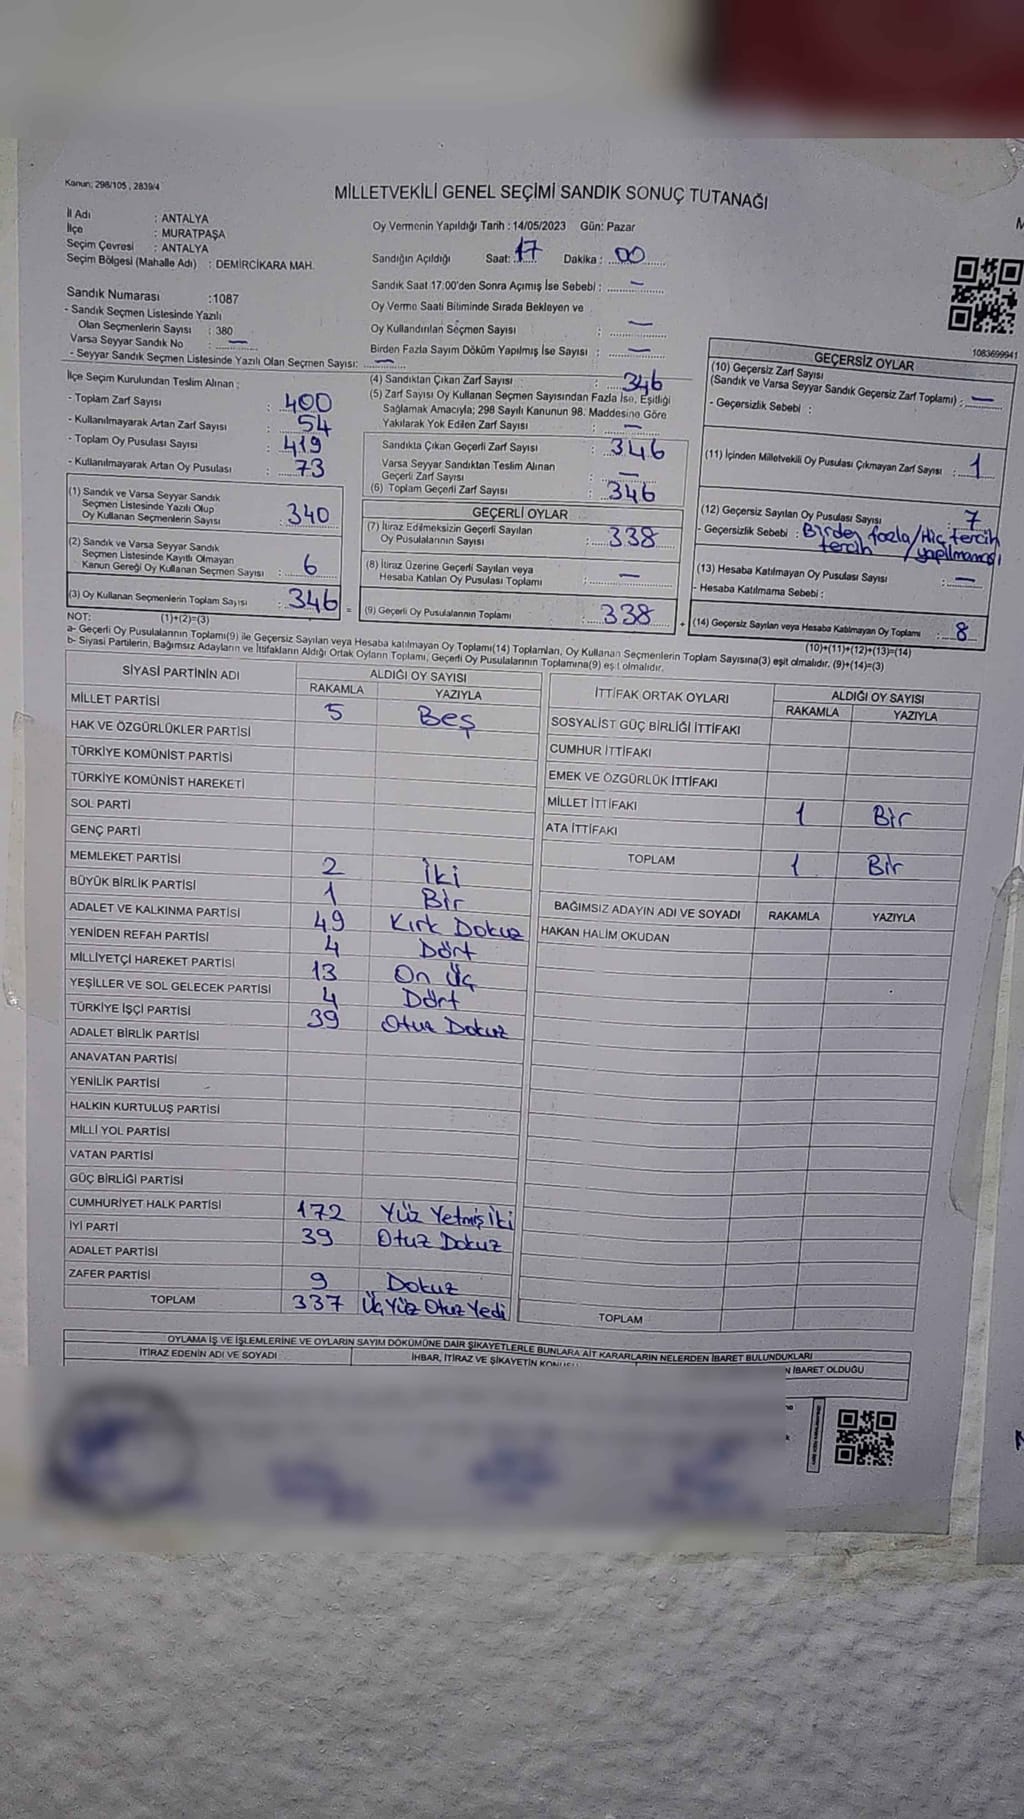 Kanun; 298/105 , 2839/4
MİLLETVEKİLİ GENEL SEÇİMİ SANDIK SONUÇ TUTANAĞI
İl Adı : ANTALYA
İlçe : MURATPAŞA
Seçim Çevresi : ANTALYA
Seçim Bölgesi (Mahalle Adı) : DEMİRCİKARA MAH.
Oy Vermenin Yapıldığı Tarih : 14/05/2023 Gün: Pazar
Sandığın Açıldığı Saat: 17 Dakika : 00
Sandık Saat 17.00'den Sonra Açımış İse Sebebi : —
Oy Verme Saati Bitiminde Sırada Bekleyen ve
Oy Kullandırılan Seçmen Sayısı : —
Birden Fazla Sayım Döküm Yapılmış İse Sayısı : —
Sandık Numarası :1087
- Sandık Seçmen Listesinde Yazılı
Olan Seçmenlerin Sayısı : 380
Varsa Seyyar Sandık No : —
- Seyyar Sandık Seçmen Listesinde Yazılı Olan Seçmen Sayısı: —
İlçe Seçim Kurulundan Teslim Alınan ;
- Toplam Zarf Sayısı : 400
- Kullanılmayarak Artan Zarf Sayısı : 54
- Toplam Oy Pusulası Sayısı : 419
- Kullanılmayarak Artan Oy Pusulası : 73
(1) Sandık ve Varsa Seyyar Sandık
Seçmen Listesinde Yazılı Olup
Oy Kullanan Seçmenlerin Sayısı : 340
(2) Sandık ve Varsa Seyyar Sandık
Seçmen Listesinde Kayıtlı Olmayan
Kanun Gereği Oy Kullanan Seçmen Sayısı : 6
(3) Oy Kullanan Seçmenlerin Toplam Sayısı : 346 =
(1)+(2)=(3)
(4) Sandıktan Çıkan Zarf Sayısı : 346
(5) Zarf Sayısı Oy Kullanan Seçmen Sayısından Fazla İse, Eşitliği
Sağlamak Amacıyla; 298 Sayılı Kanunun 98. Maddesine Göre
Yakılarak Yok Edilen Zarf Sayısı : —
Sandıkta Çıkan Geçerli Zarf Sayısı : 346
Varsa Seyyar Sandıktan Teslim Alınan
Geçerli Zarf Sayısı : —
(6) Toplam Geçerli Zarf Sayısı : 346
GEÇERLİ OYLAR
(7) İtiraz Edilmeksizin Geçerli Sayılan
Oy Pusulalarının Sayısı : 338
(8) İtiraz Üzerine Geçerli Sayılan veya
Hesaba Katılan Oy Pusulası Toplamı : —
(9) Geçerli Oy Pusulalarının Toplamı 338 +
1083699941
GEÇERSİZ OYLAR
(10) Geçersiz Zarf Sayısı
(Sandık ve Varsa Seyyar Sandık Geçersiz Zarf Toplamı) : —
- Geçersizlik Sebebi :
(11) İçinden Milletvekili Oy Pusulası Çıkmayan Zarf Sayısı : 1
(12) Geçersiz Sayılan Oy Pusulası Sayısı : 7
- Geçersizlik Sebebi : Birden fazla/Hiç tercih
tercih /yapılmaması
(13) Hesaba Katılmayan Oy Pusulası Sayısı : —
- Hesaba Katılmama Sebebi :
(14) Geçersiz Sayılan veya Hesaba Katılmayan Oy Toplamı : 8
(10)+(11)+(12)+(13)=(14)
NOT:
a- Geçerli Oy Pusulalarının Toplamı(9) ile Geçersiz Sayılan veya Hesaba katılmayan Oy Toplamı(14) Toplamları, Oy Kullanan Seçmenlerin Toplam Sayısına(3) eşit olmalıdır. (9)+(14)=(3)
b- Siyasi Partilerin, Bağımsız Adayların ve İttifakların Aldığı Ortak Oyların Toplamı, Geçerli Oy Pusulalarının Toplamına(9) eşit olmalıdır.
SİYASİ PARTİNİN ADI ALDIĞI OY SAYISI
RAKAMLA YAZIYLA
MİLLET PARTİSİ 5 Beş
HAK VE ÖZGÜRLÜKLER PARTİSİ
TÜRKİYE KOMÜNİST PARTİSİ
TÜRKİYE KOMÜNİST HAREKETİ
SOL PARTİ
GENÇ PARTİ
MEMLEKET PARTİSİ 2 İki
BÜYÜK BİRLİK PARTİSİ 1 Bir
ADALET VE KALKINMA PARTİSİ 49 Kırk Dokuz
YENİDEN REFAH PARTİSİ 4 Dört
MİLLİYETÇİ HAREKET PARTİSİ 13 On Üç
YEŞİLLER VE SOL GELECEK PARTİSİ 4 Dört
TÜRKİYE İŞÇİ PARTİSİ 39 Otuz Dokuz
ADALET BİRLİK PARTİSİ
ANAVATAN PARTİSİ
YENİLİK PARTİSİ
HALKIN KURTULUŞ PARTİSİ
MİLLİ YOL PARTİSİ
VATAN PARTİSİ
GÜÇ BİRLİĞİ PARTİSİ
CUMHURİYET HALK PARTİSİ 172 Yüz Yetmiş İki
İYİ PARTİ 39 Otuz Dokuz
ADALET PARTİSİ
ZAFER PARTİSİ 9 Dokuz
TOPLAM 337 Üç Yüz Otuz Yedi
İTTİFAK ORTAK OYLARI ALDIĞI OY SAYISI
RAKAMLA YAZIYLA
SOSYALİST GÜÇ BİRLİĞİ İTTİFAKI
CUMHUR İTTİFAKI
EMEK VE ÖZGÜRLÜK İTTİFAKI
MİLLET İTTİFAKI 1 Bir
ATA İTTİFAKI
TOPLAM 1 Bir
BAĞIMSIZ ADAYIN ADI VE SOYADI RAKAMLA YAZIYLA
HAKAN HALİM OKUDAN
TOPLAM
OYLAMA İŞ VE İŞLEMLERİNE VE OYLARIN SAYIM DÖKÜMÜNE DAİR ŞİKAYETLERLE BUNLARA AİT KARARLARIN NELERDEN İBARET BULUNDUKLARI
İTİRAZ EDENİN ADI VE SOYADI İHBAR, İTİRAZ VE ŞİKAYETİN KONUSU N İBARET OLDUĞU